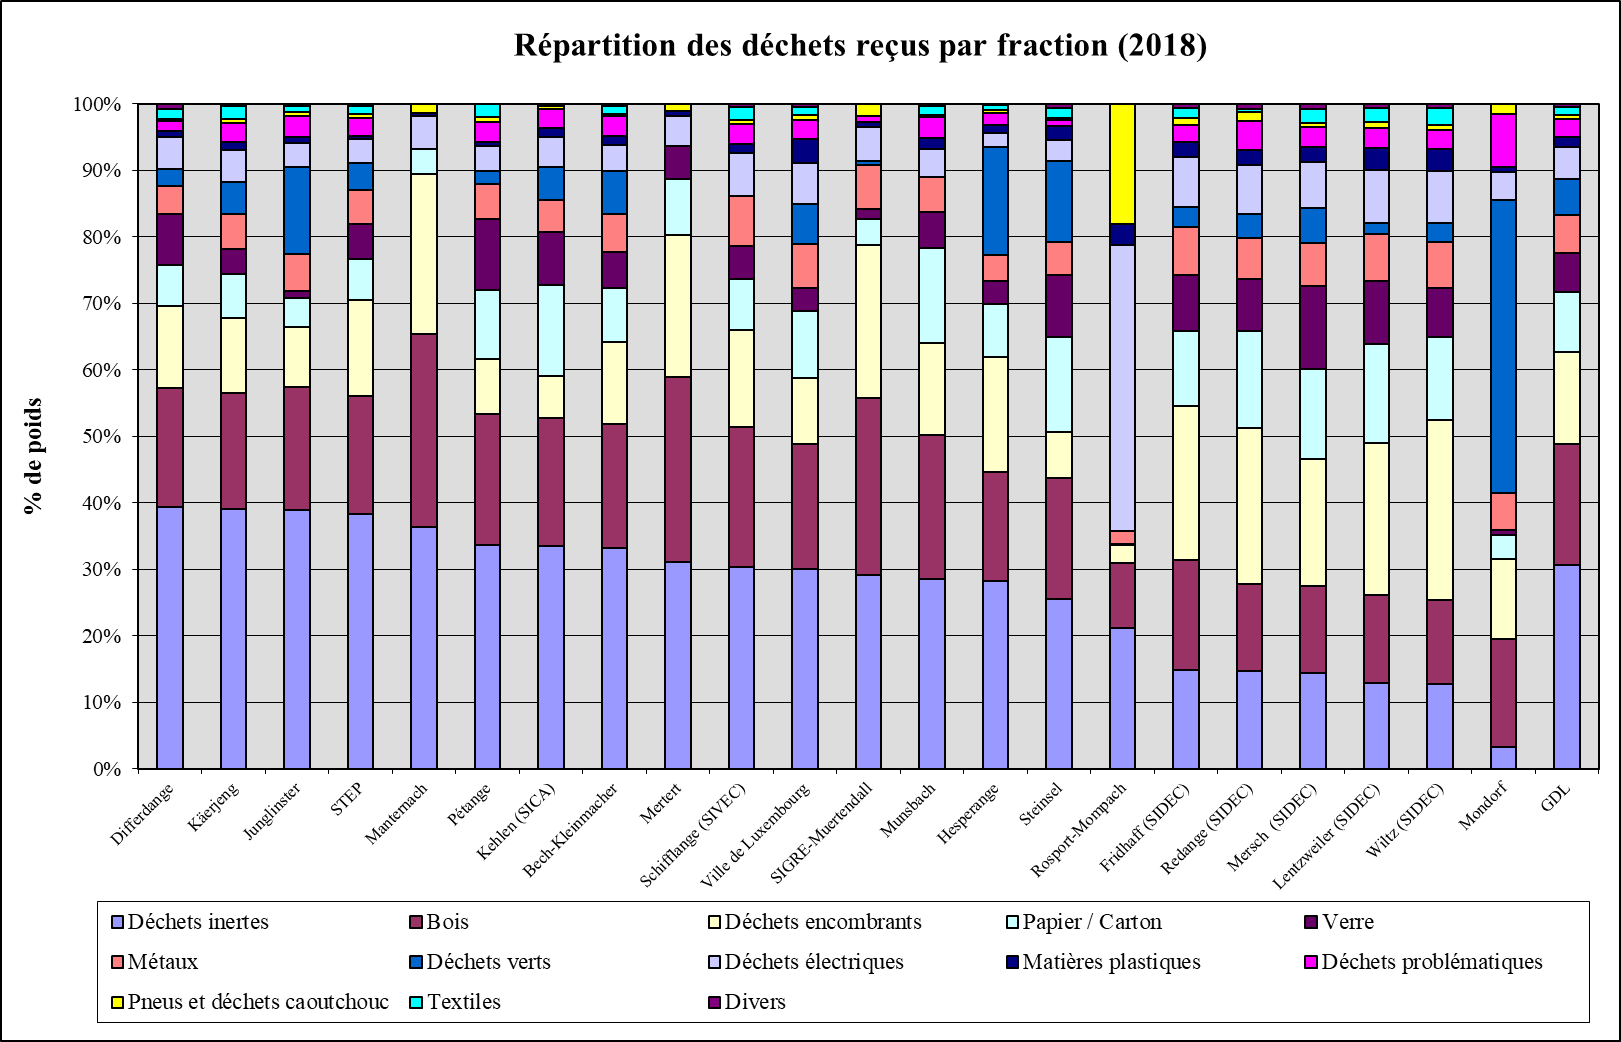 Répartition des déchets reçus par fraction (2018)
% de poids
100%
90%
80%
70%
60%
50%
40%
30%
20%
10%
0%
Differdange
Käerjeng
Junglinster
STEP
Manternach
Pétange
Kehlen (SICA)
Bech-Kleinmacher
Mertert
Schifflange (SIVEC)
Ville de Luxembourg
SIGRE-Muertendall
Munsbach
Hesperange
Steinsel
Rosport-Mompach
Fridhaff (SIDEC)
Redange (SIDEC)
Mersch (SIDEC)
Lentzweiler (SIDEC)
Wiltz (SIDEC)
Mondorf
GDL
Déchets inertes Bois Déchets encombrants Papier / Carton Verre
Métaux Déchets verts Déchets électriques Matières plastiques Déchets problématiques
Pneus et déchets caoutchouc Textiles Divers